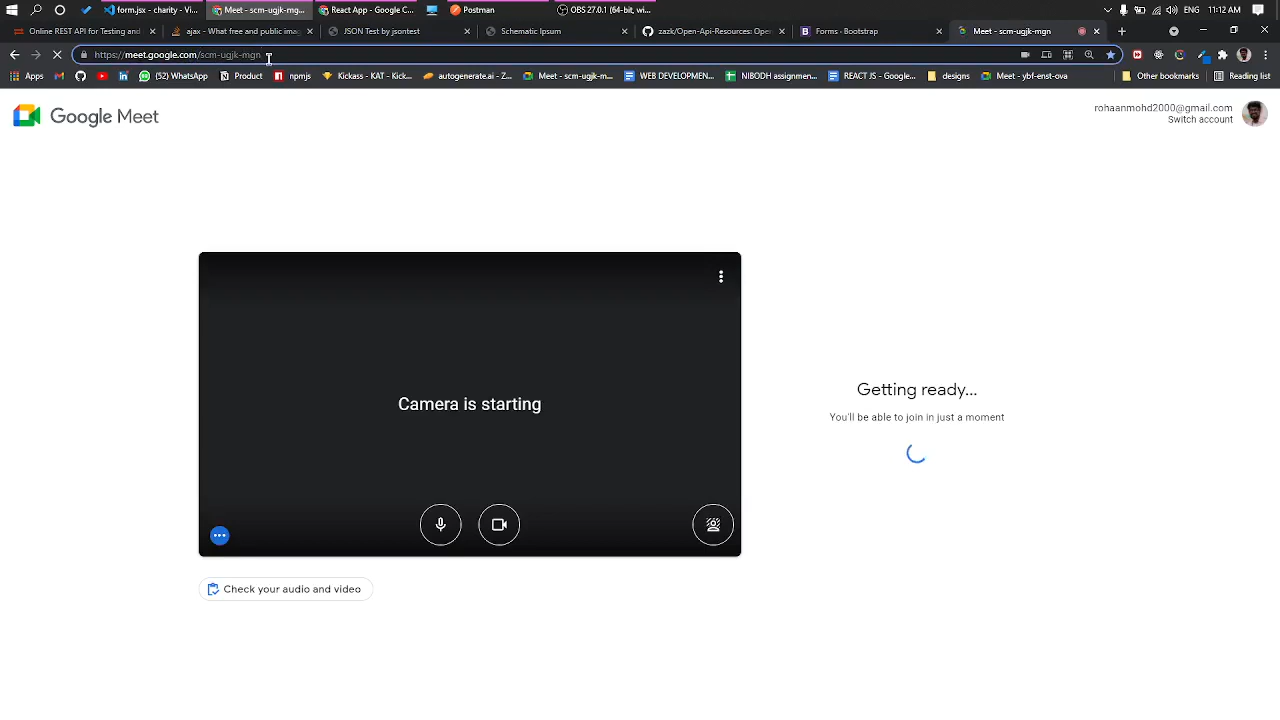 form.jsx - charity - Vi...
Meet - scm-ugjk-mg...
React App - Google C...
Postman
OBS 27.0.1 (64-bit, wi...
ENG
11:12 AM
Online REST API for Testing and
ajax - What free and public imag
JSON Test by jsontest
Schematic Ipsum
zazk/Open-Api-Resources: Open
Forms · Bootstrap
Meet – scm-ugjk-mgn
https://meet.google.com/scm-ugjk-mgn
Apps
(52) WhatsApp
Product
npmjs
Kickass - KAT - Kick...
autogenerate.ai - Z...
Meet – scm-ugjk-m...
WEB DEVELOPMEN...
NIBODH assignmen...
REACT JS - Google...
designs
Meet – ybf-enst-ova
Other bookmarks
Reading list
Google Meet
rohaanmohd2000@gmail.com
Switch account
Camera is starting
Getting ready...
You'll be able to join in just a moment
Check your audio and video